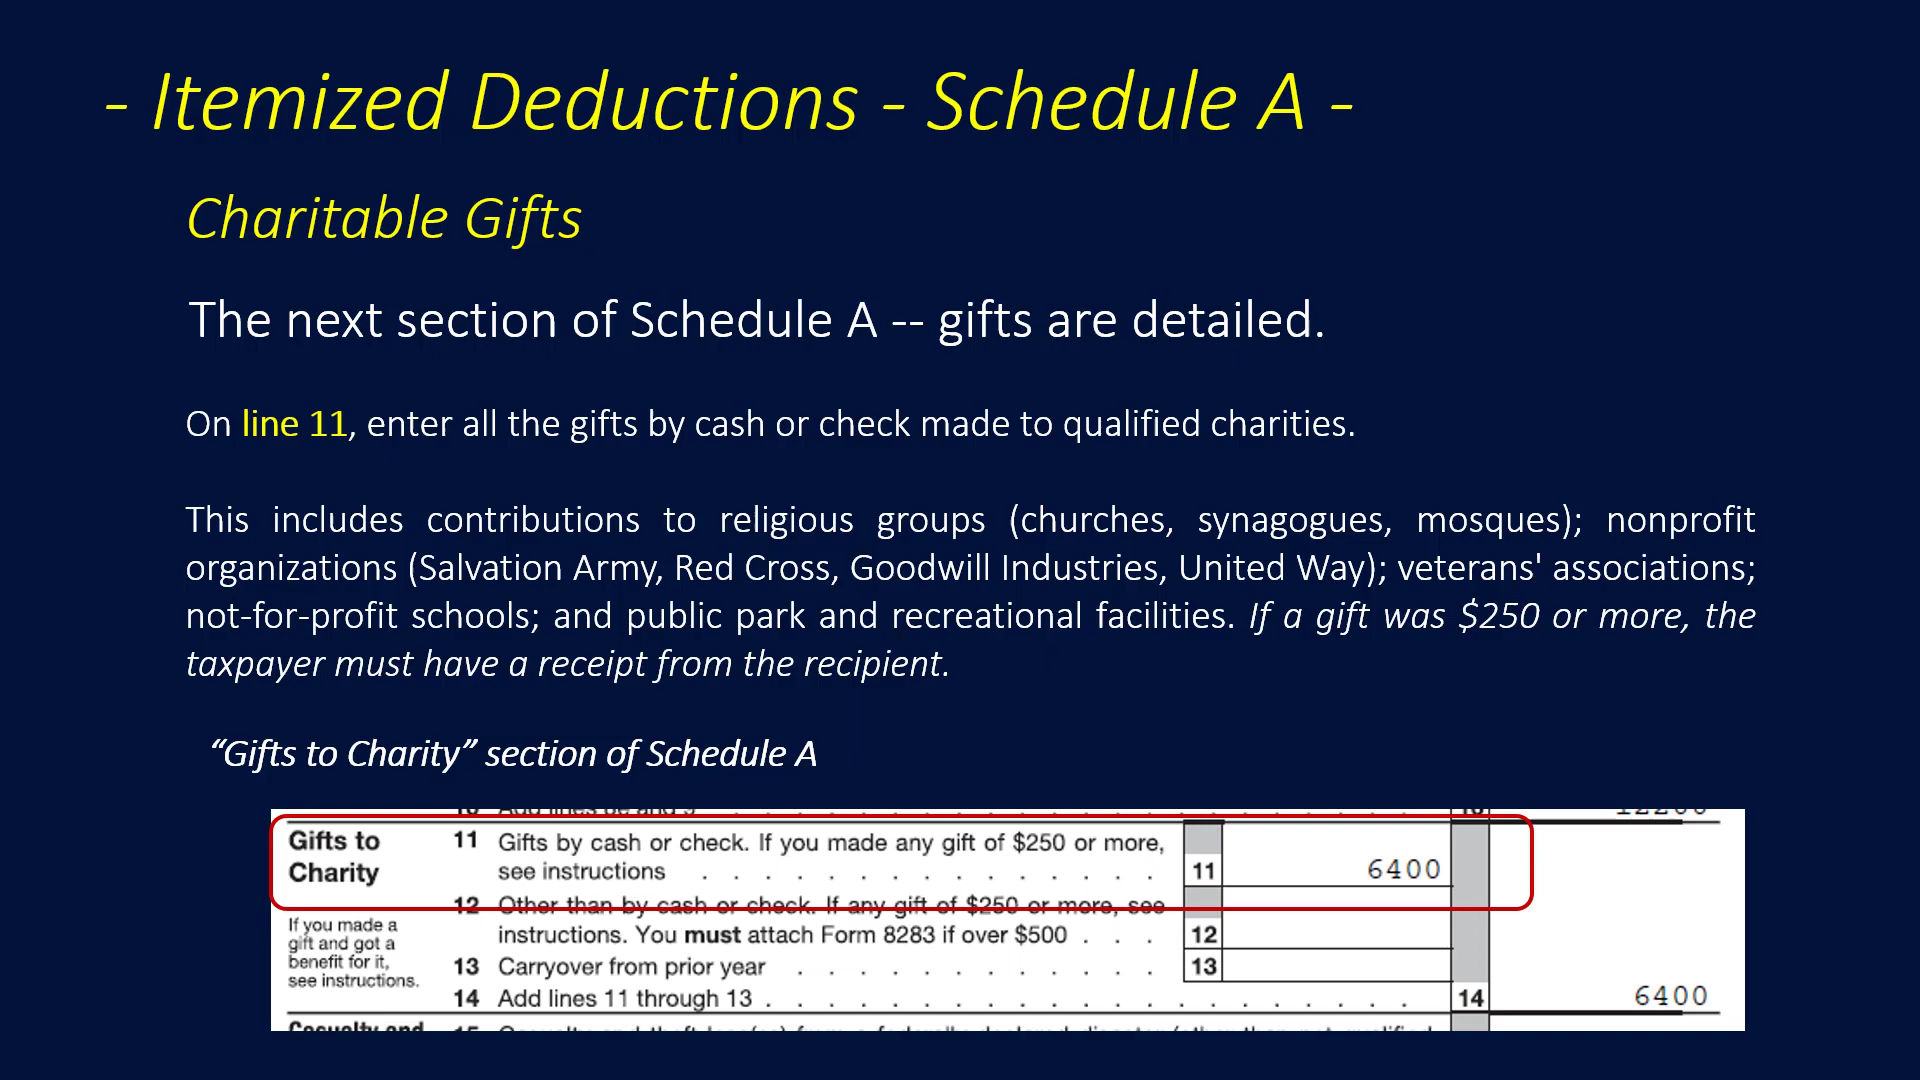 - Itemized Deductions - Schedule A -
Charitable Gifts
The next section of Schedule A -- gifts are detailed.
On line 11, enter all the gifts by cash or check made to qualified charities.
This includes contributions to religious groups (churches, synagogues, mosques); nonprofit
organizations (Salvation Army, Red Cross, Goodwill Industries, United Way); veterans' associations;
not-for-profit schools; and public park and recreational facilities. If a gift was $250 or more, the
taxpayer must have a receipt from the recipient.
“Gifts to Charity” section of Schedule A
Gifts to
Charity
If you made a
gift and got a
benefit for it,
see instructions.
11 Gifts by cash or check. If you made any gift of $250 or more,
see instructions . . . . . . . . . . . . . . . 11 6400
12 Other than by cash or check. If any gift of $250 or more, see
instructions. You must attach Form 8283 if over $500 . . . 12
13 Carryover from prior year . . . . . . . . . . . . 13
14 Add lines 11 through 13 . . . . . . . . . . . . . . . . . . . . . 14 6400